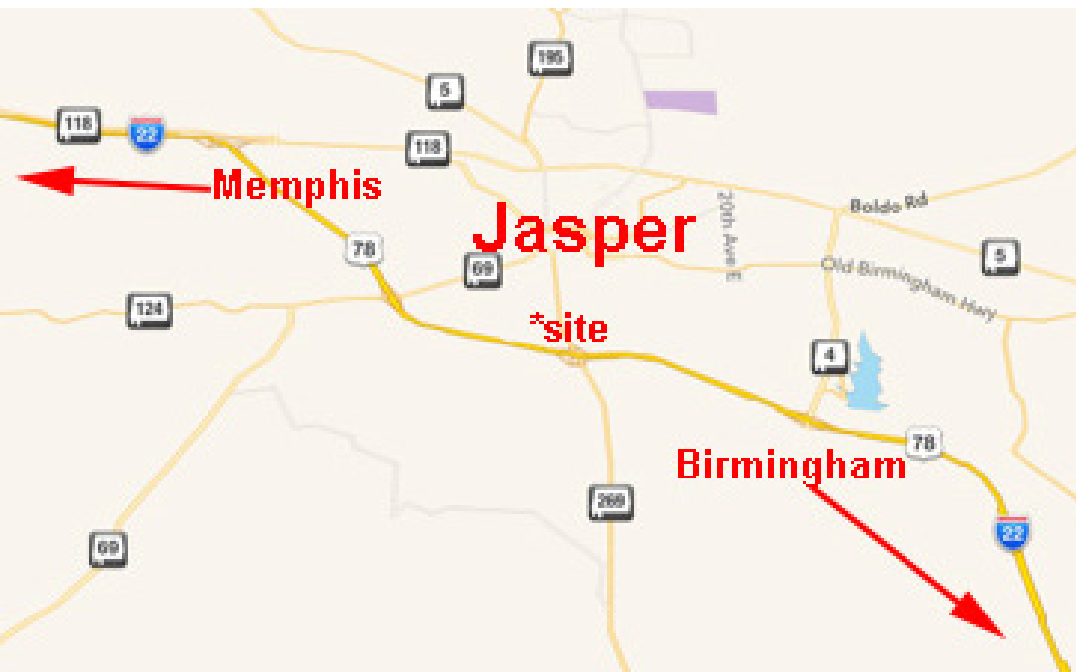 195
5
118
22
118
Memphis
20th Ave E
Boldo Rd
Jasper
78
69
5
Old Birmingham Hwy
124
*site
4
78
Birmingham
269
22
69